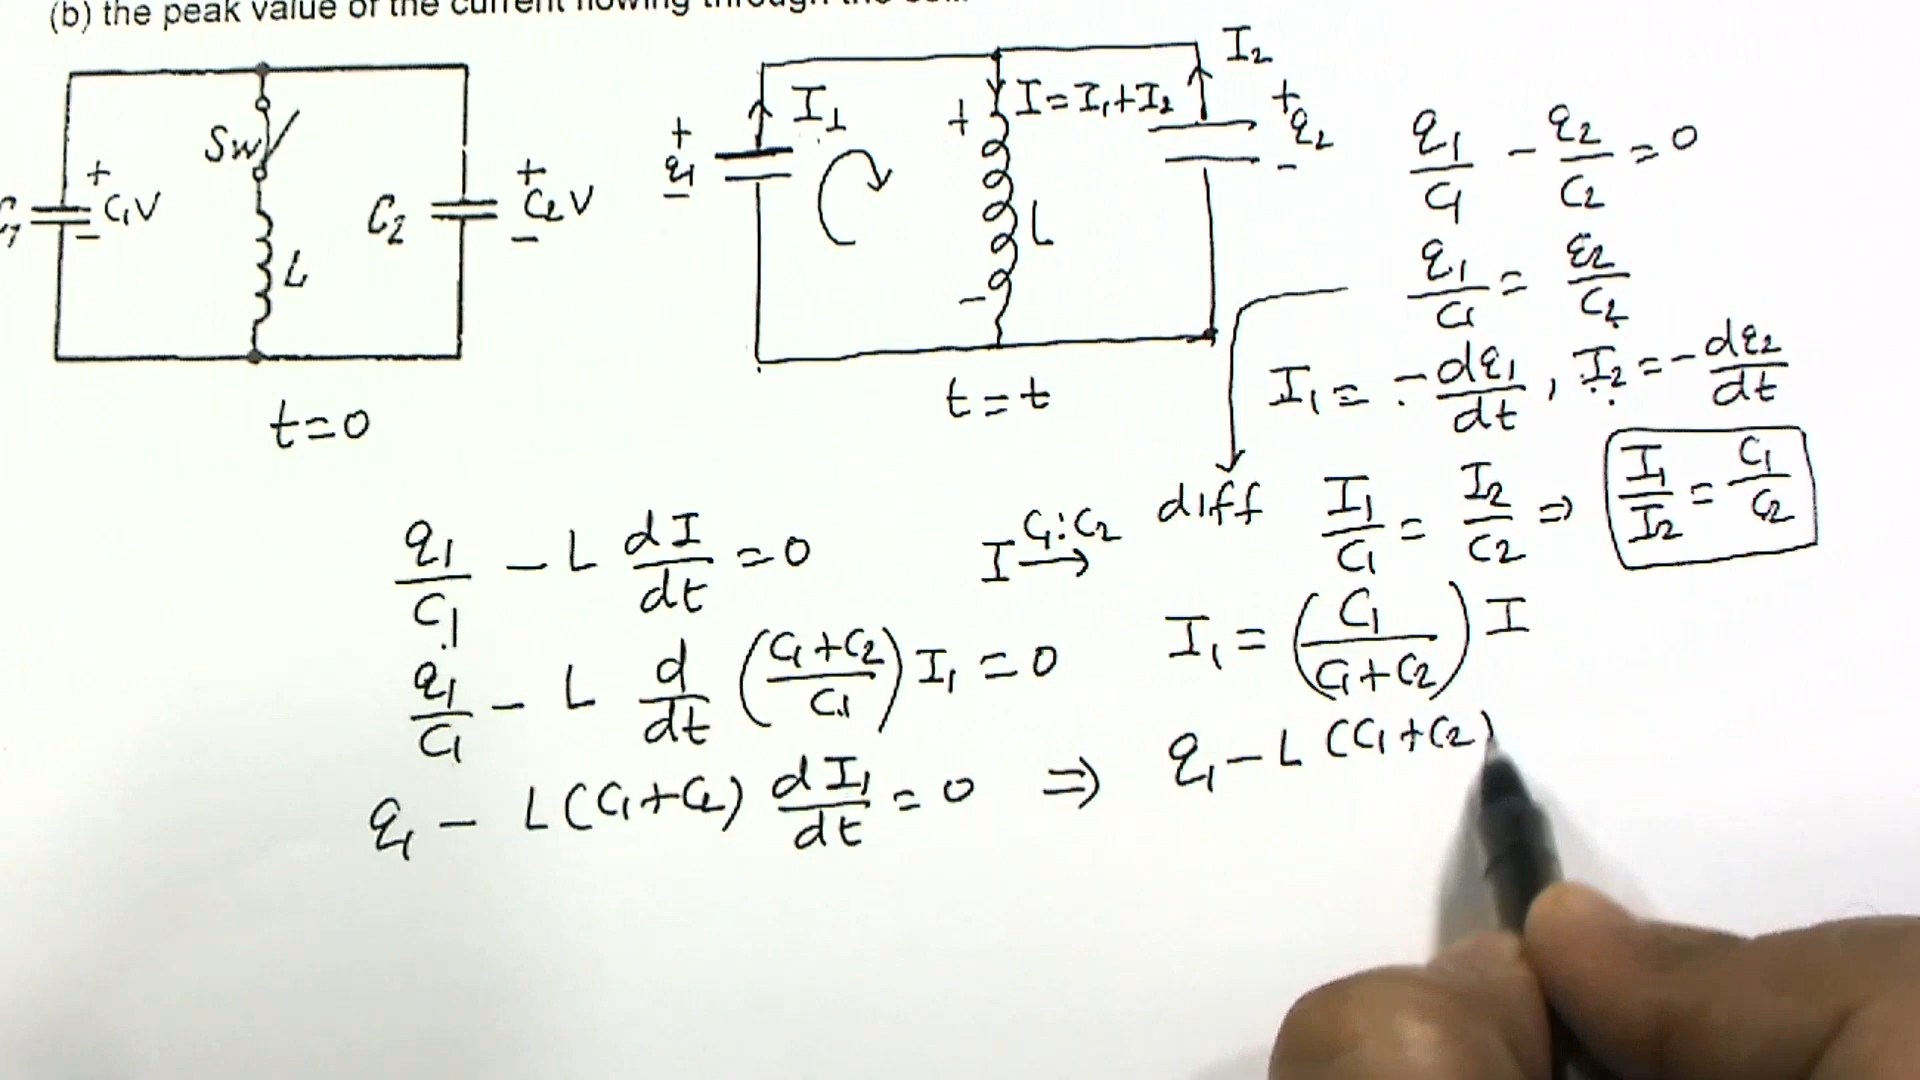 (b) the peak value of the current flowing through the
Sw
+
C₁V
−
C₁
C₂
+
C₂V
−
L
t=0
+
q₁
−
I₁
+
I=I₁+I₂
L
−
I₂
+
q₂
−
t=t
q₁/C₁ − q₂/C₂ = 0
q₁/C₁ = q₂/C₂
I₁ = − dq₁/dt , I₂ = − dq₂/dt
diff I₁/C₁ = I₂/C₂ ⇒ I₁/I₂ = C₁/C₂
q₁/C₁ − L dI/dt = 0
I C₁:C₂ →
I₁ = (C₁/(C₁+C₂)) I
q₁/C₁ − L d/dt ((C₁+C₂)/C₁) I₁ = 0
q₁ − L(C₁+C₂) dI₁/dt = 0 ⇒ q₁ − L (C₁+C₂)